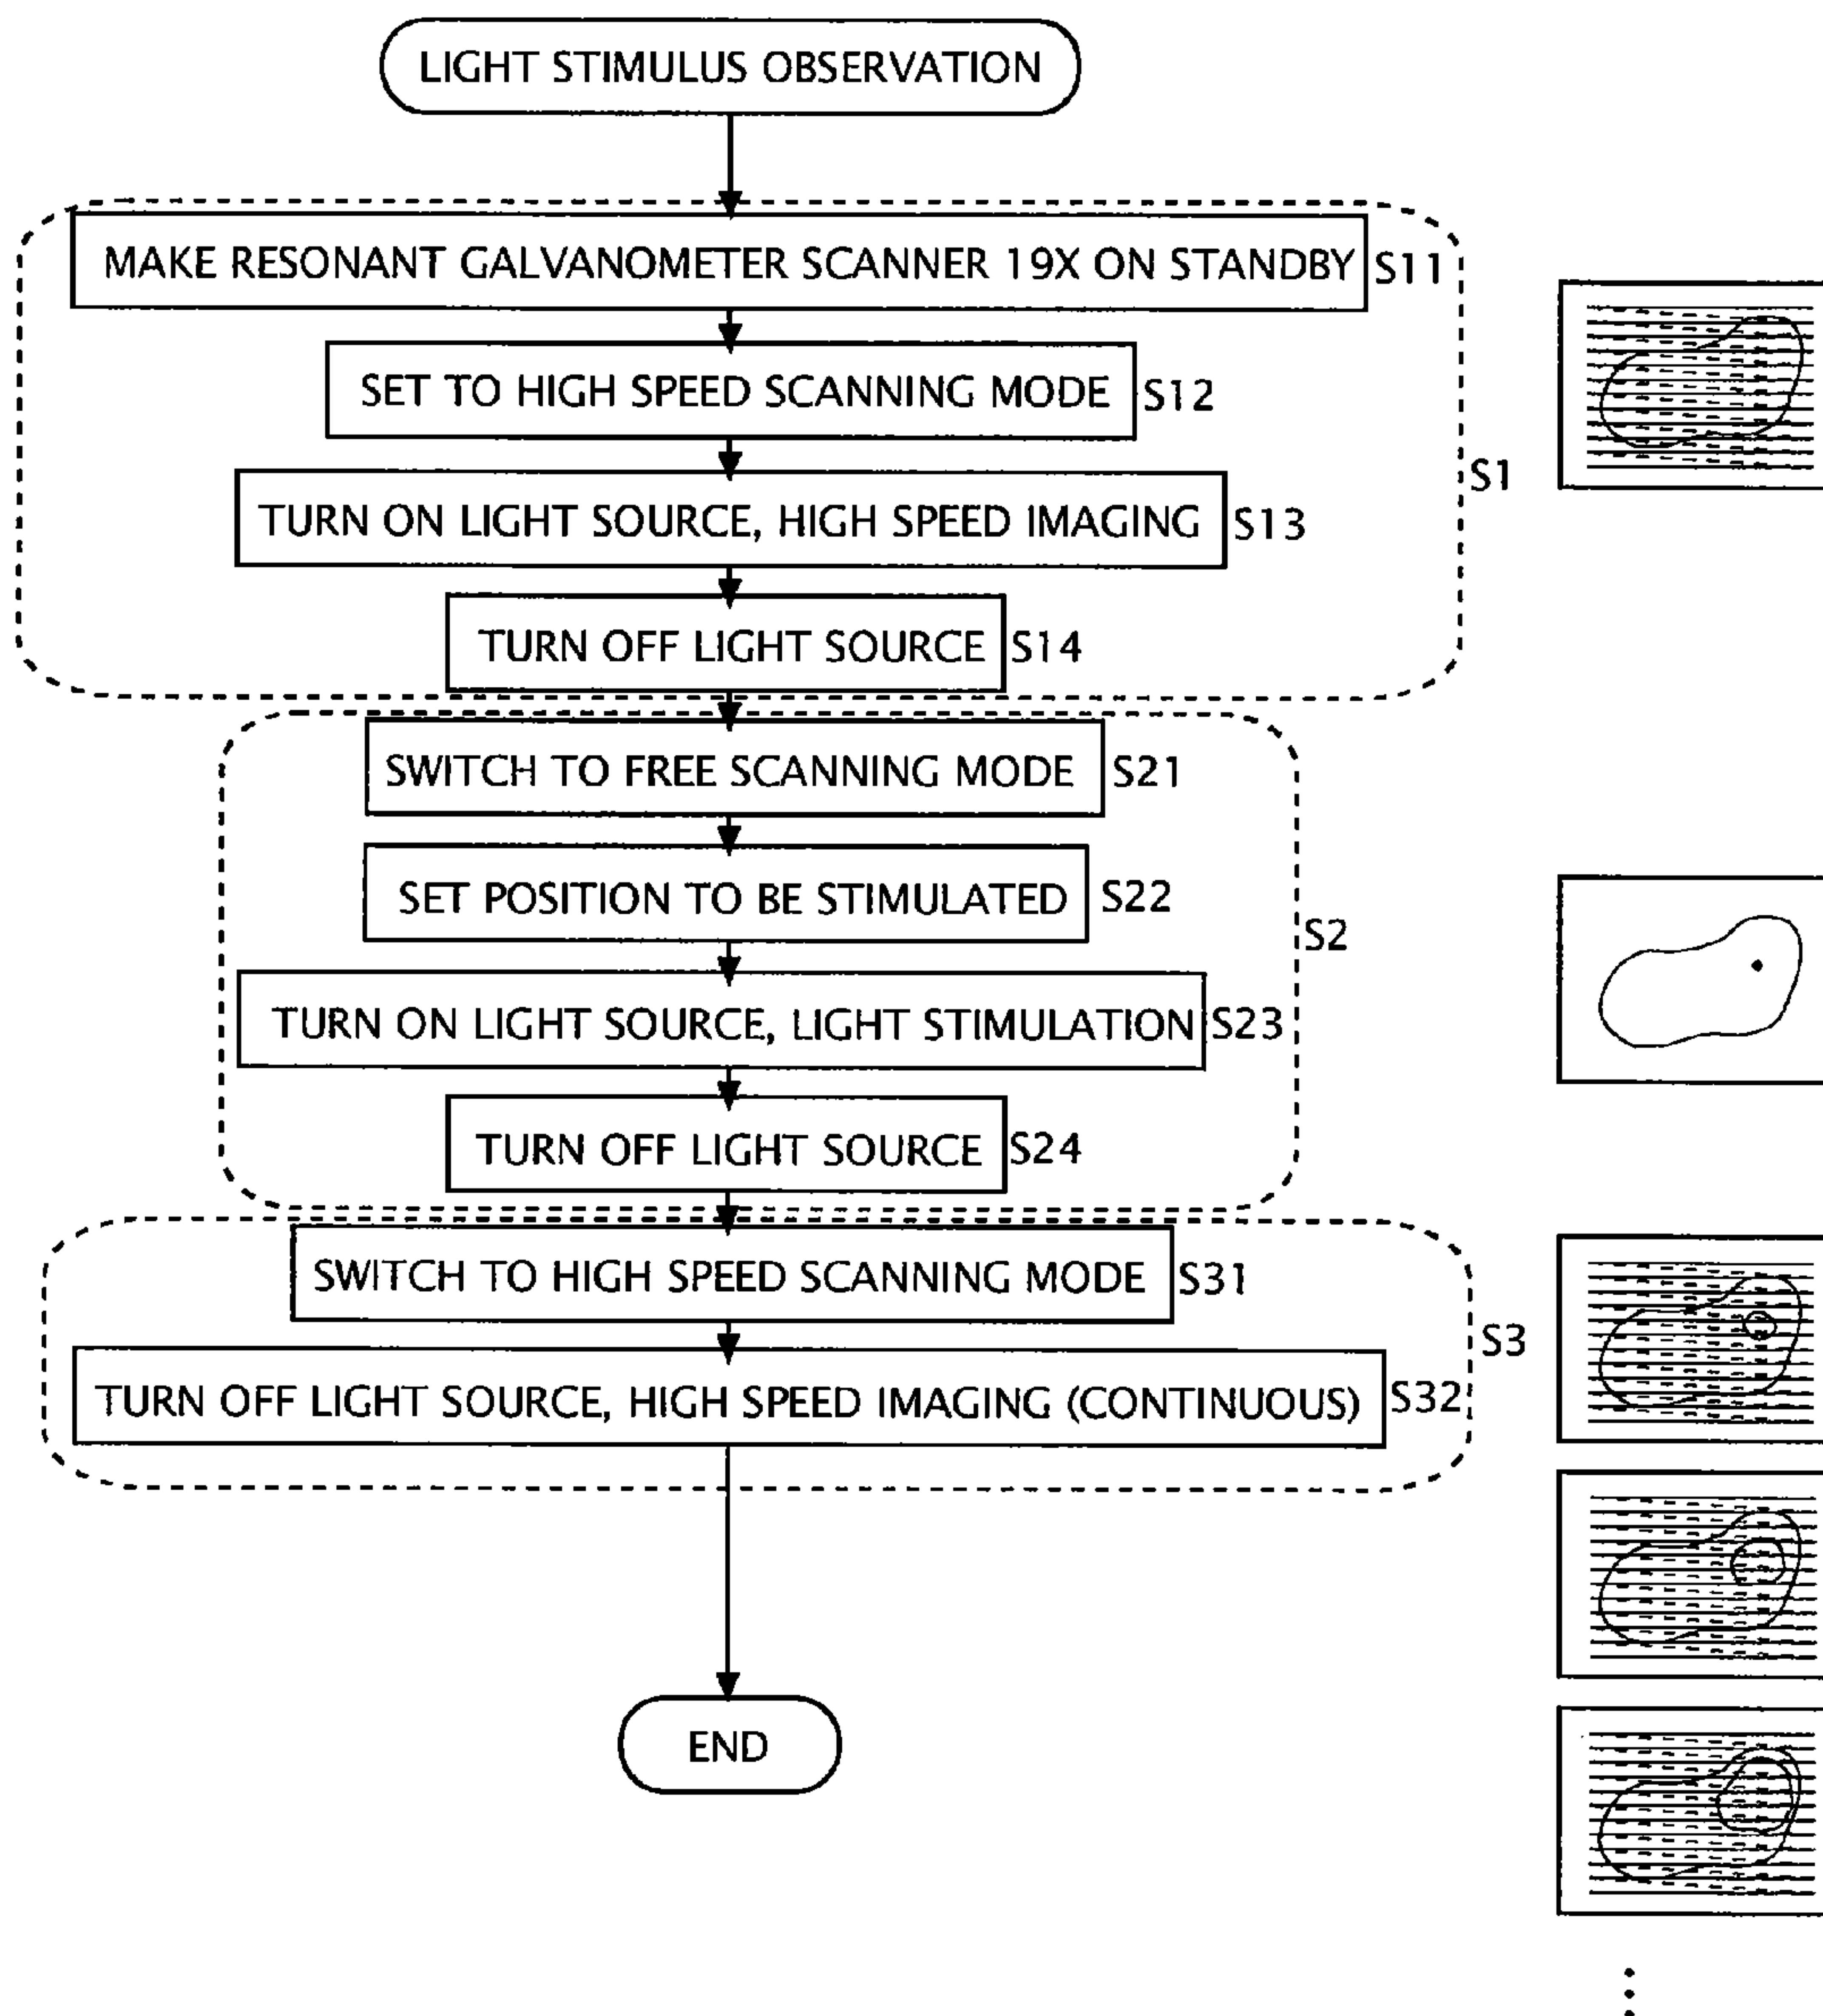 LIGHT STIMULUS OBSERVATION
MAKE RESONANT GALVANOMETER SCANNER 19X ON STANDBY S11
SET TO HIGH SPEED SCANNING MODE S12
S1
TURN ON LIGHT SOURCE, HIGH SPEED IMAGING S13
TURN OFF LIGHT SOURCE S14
SWITCH TO FREE SCANNING MODE S21
SET POSITION TO BE STIMULATED S22
S2
TURN ON LIGHT SOURCE, LIGHT STIMULATION S23
TURN OFF LIGHT SOURCE S24
SWITCH TO HIGH SPEED SCANNING MODE S31
S3
TURN OFF LIGHT SOURCE, HIGH SPEED IMAGING (CONTINUOUS) S32
END